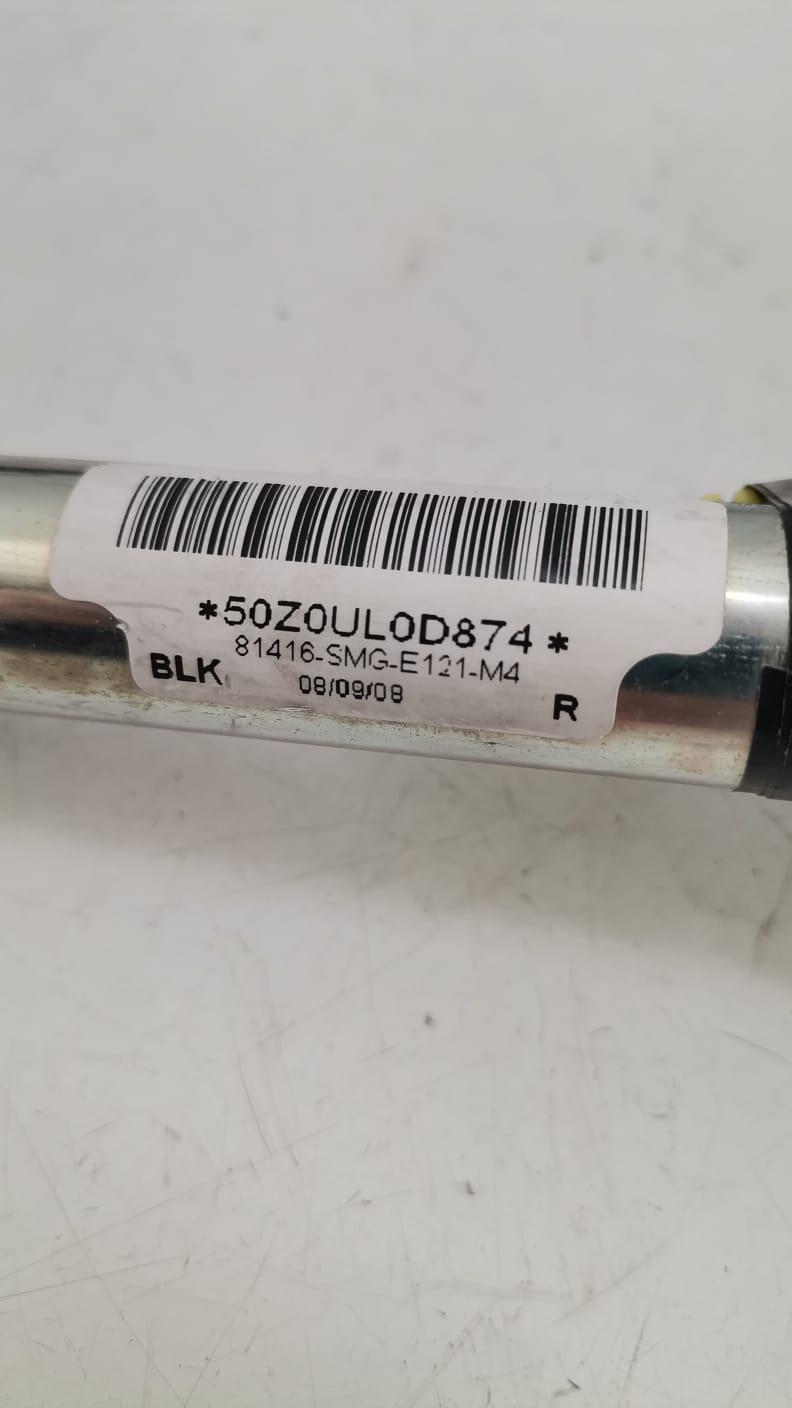 *50Z0UL0D874*
81416-SMG-E121-M4
BLK 08/09/08 R